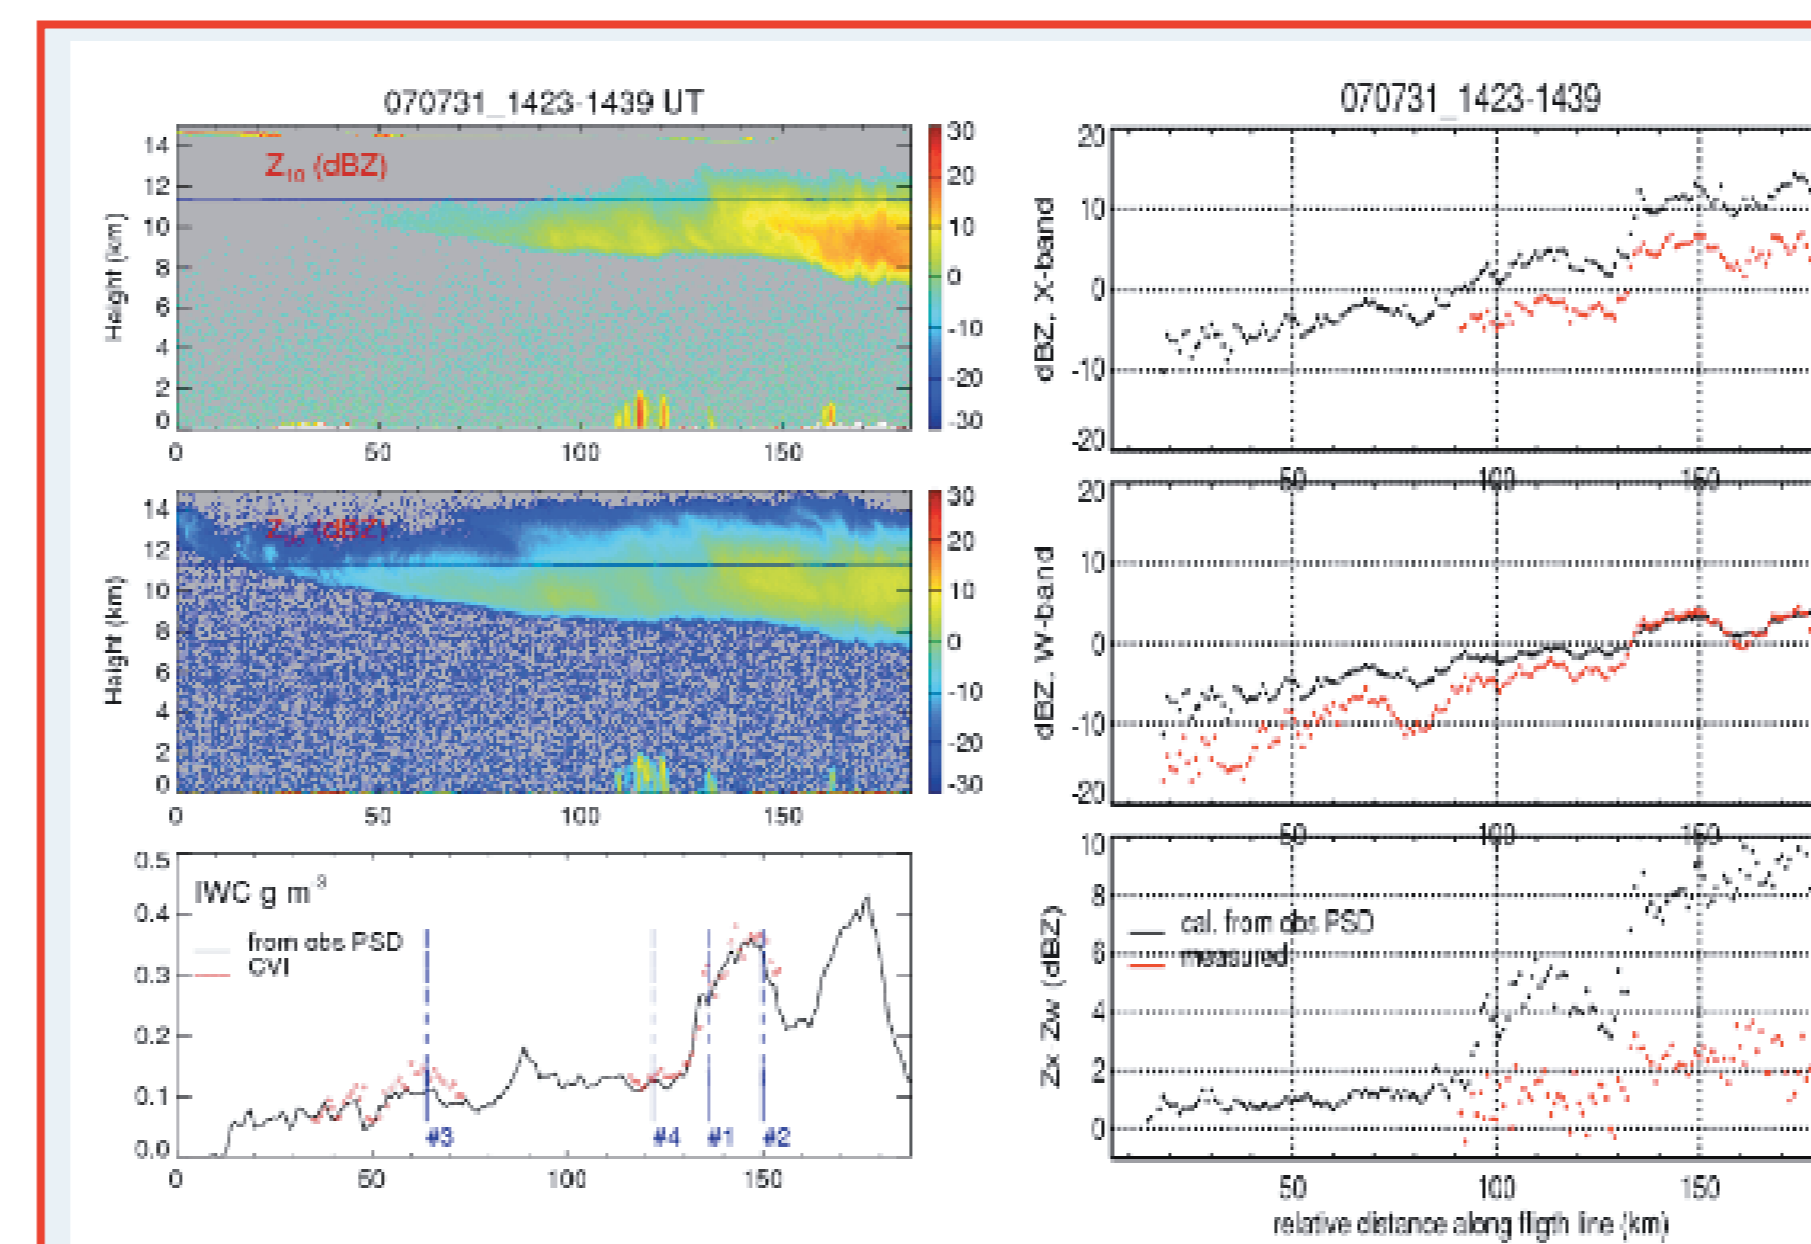 070731_1423-1439 UT
Z10 (dBZ)
Height (km)
14
12
10
8
6
4
2
0
0 50 100 150
30
20
10
0
-10
-20
-30
(dBZ)
Height (km)
14
12
10
8
6
4
2
0
0 50 100 150
30
20
10
0
-10
-20
-30
IWC g m-3
from obs PSD
CVI
0.5
0.4
0.3
0.2
0.1
0.0
#3 #4 #1 #2
0 50 100 150
070731_1423-1439
dBZ, X-band
20
10
0
-10
-20
50 100 150
dBZ, W-band
20
10
0
-10
-20
50 100 150
Zx-Zw (dBZ)
10
8
6
4
2
0
cal. from obs PSD
measured
50 100 150
relative distance along fligth line (km)